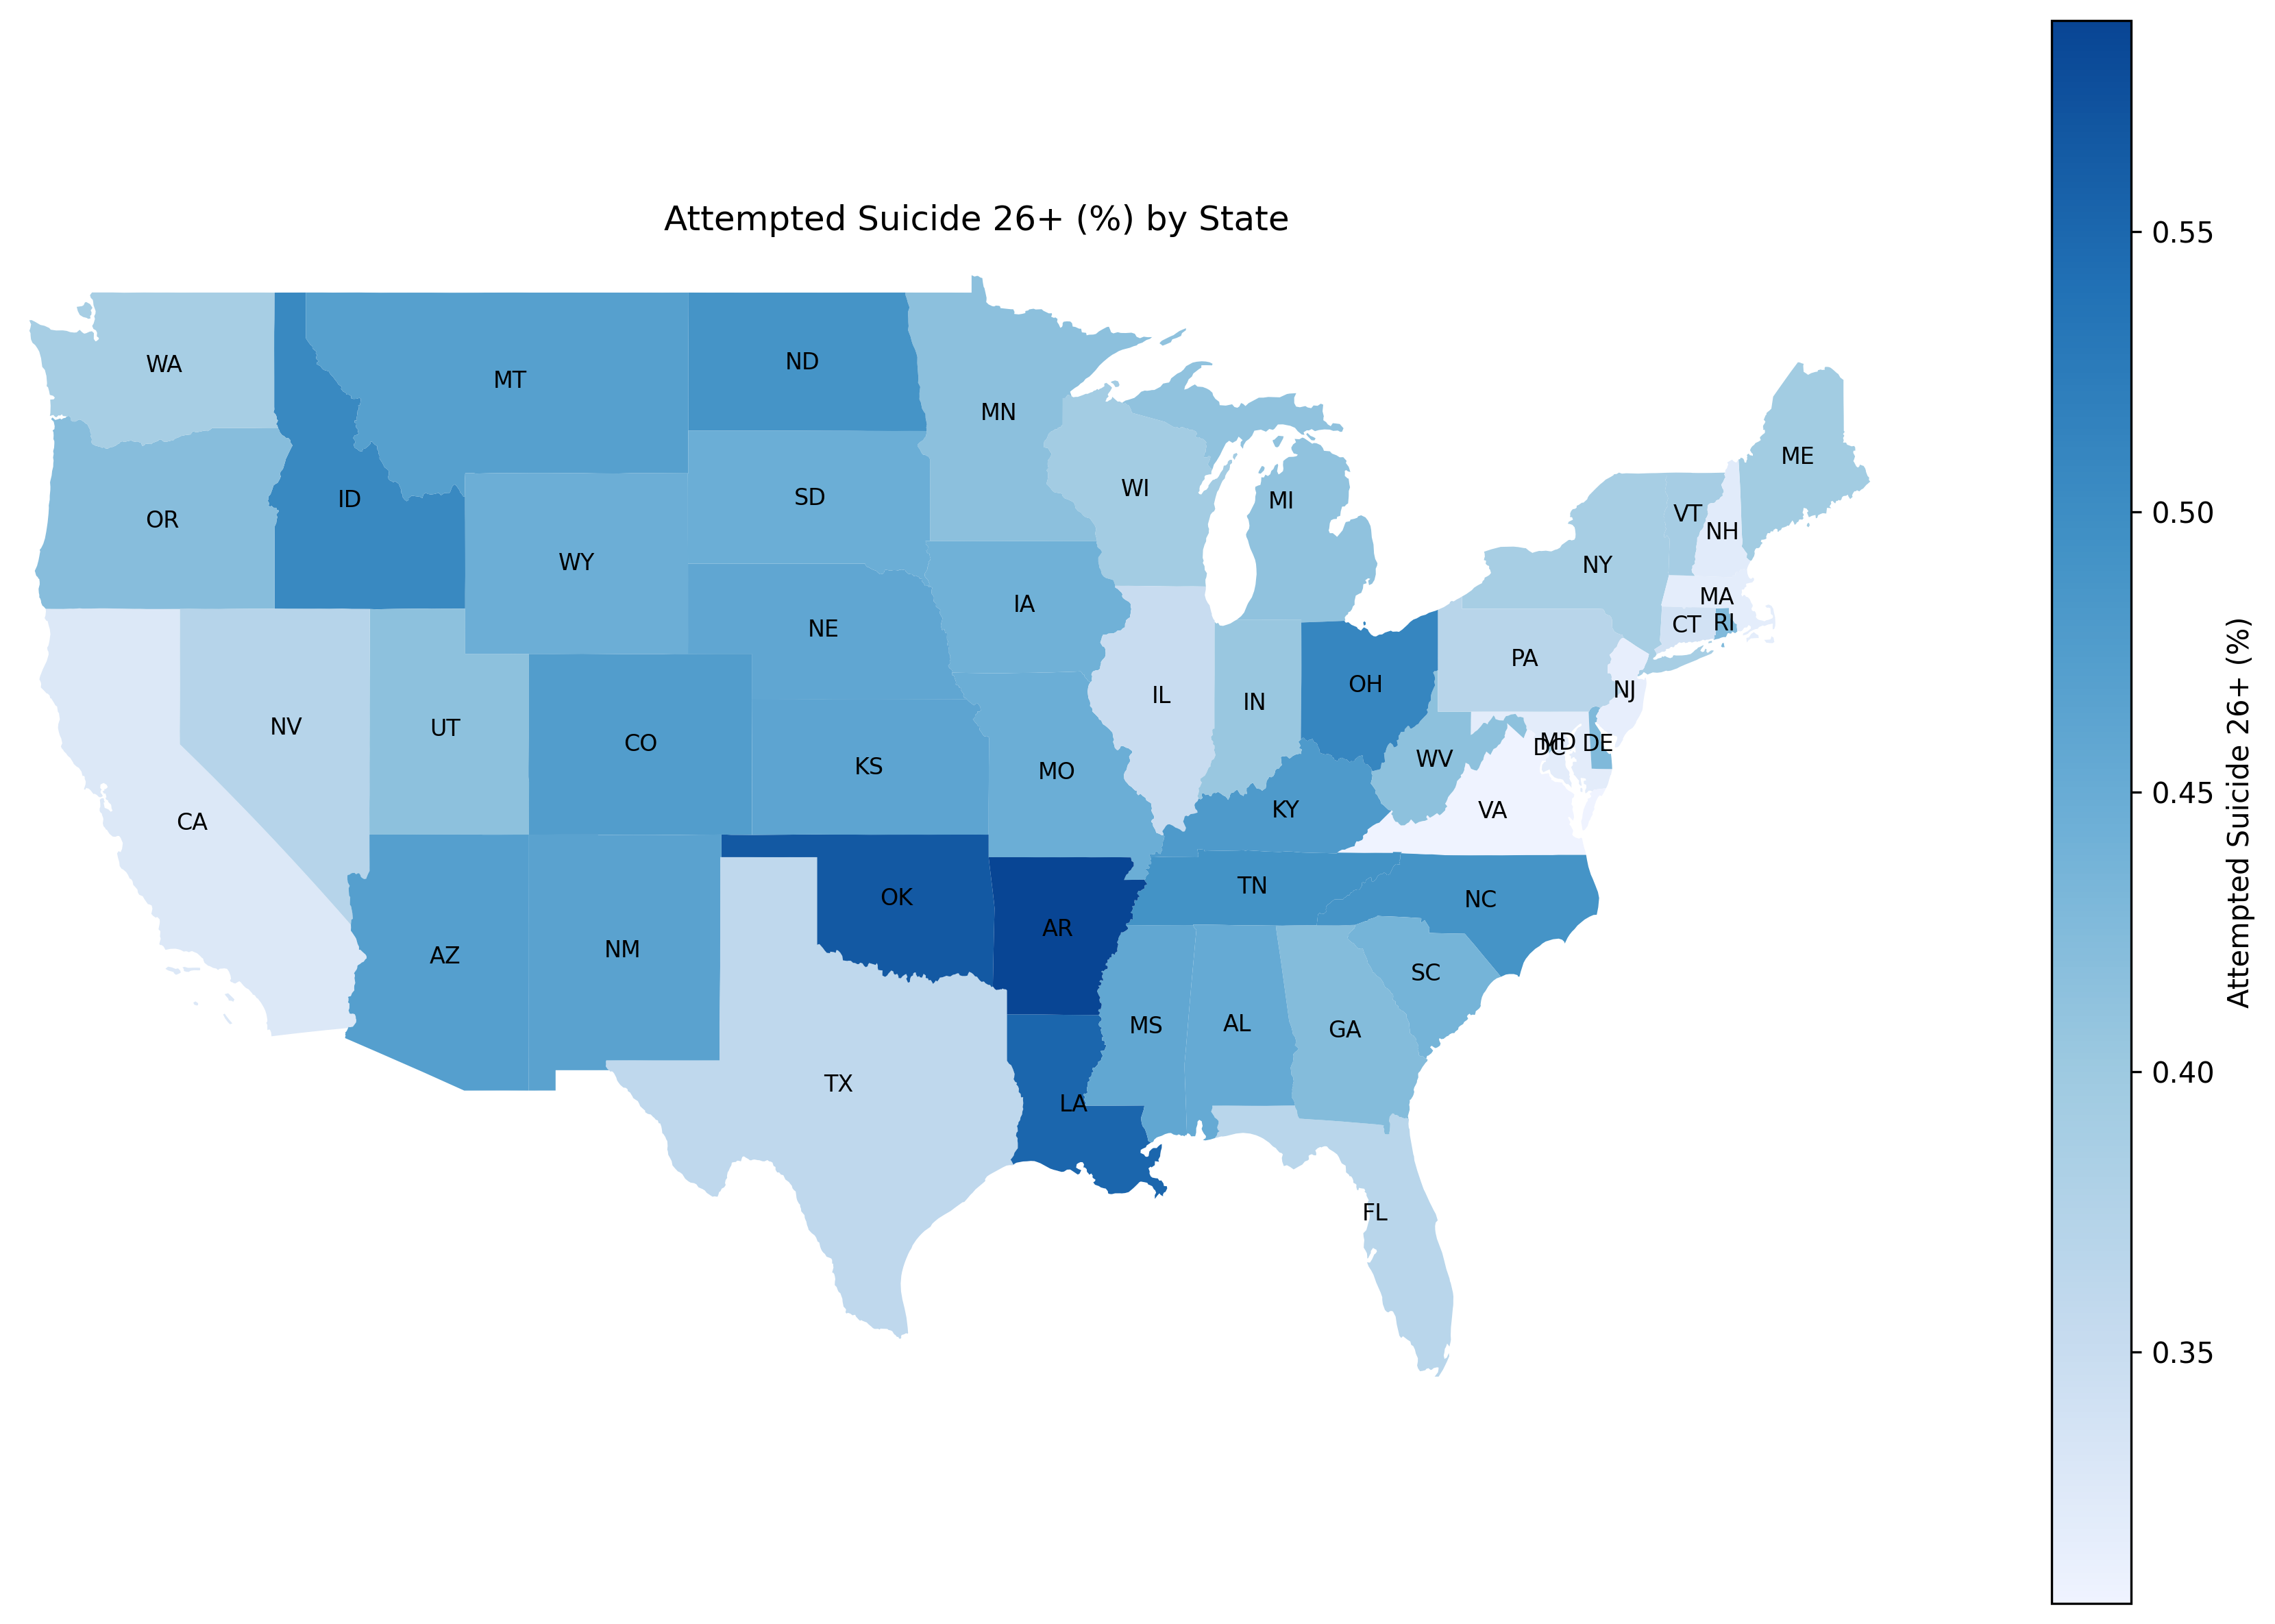 Attempted Suicide 26+ (%) by State
WA
MT
ND
MN
OR
ID
WY
SD
WI
MI
ME
VT
NH
NY
MA
CT
RI
NE
IA
PA
NJ
NV
UT
CO
KS
MO
IL
IN
OH
WV
DC
MD
DE
CA
KY
VA
AZ
NM
OK
AR
TN
NC
SC
TX
LA
MS
AL
GA
FL
0.55
0.50
0.45
0.40
0.35
Attempted Suicide 26+ (%)